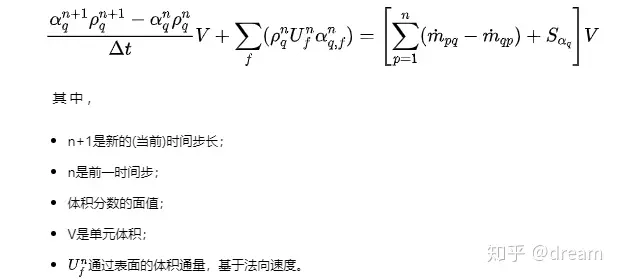 $$\frac{\alpha_q^{n+1}\rho_q^{n+1}-\alpha_q^n\rho_q^n}{\Delta t}V+\sum_f(\rho_q^nU_f^n\alpha_{q,f}^n)=\left[\sum_{p=1}^n(\dot{m}_{pq}-\dot{m}_{qp})+S_{\alpha_q}\right]V$$
其中，
• n+1是新的(当前)时间步长；
• n是前一时间步；
• 体积分数的面值；
• V是单元体积；
• $U_f^n$通过表面的体积通量，基于法向速度。
知乎 @dream